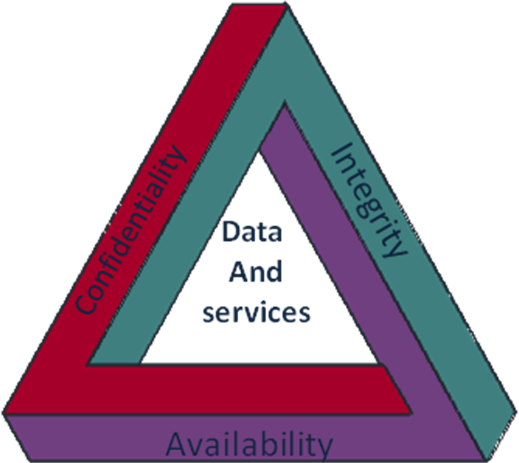 Confidentiality
Integrity
Data
And
services
Availability